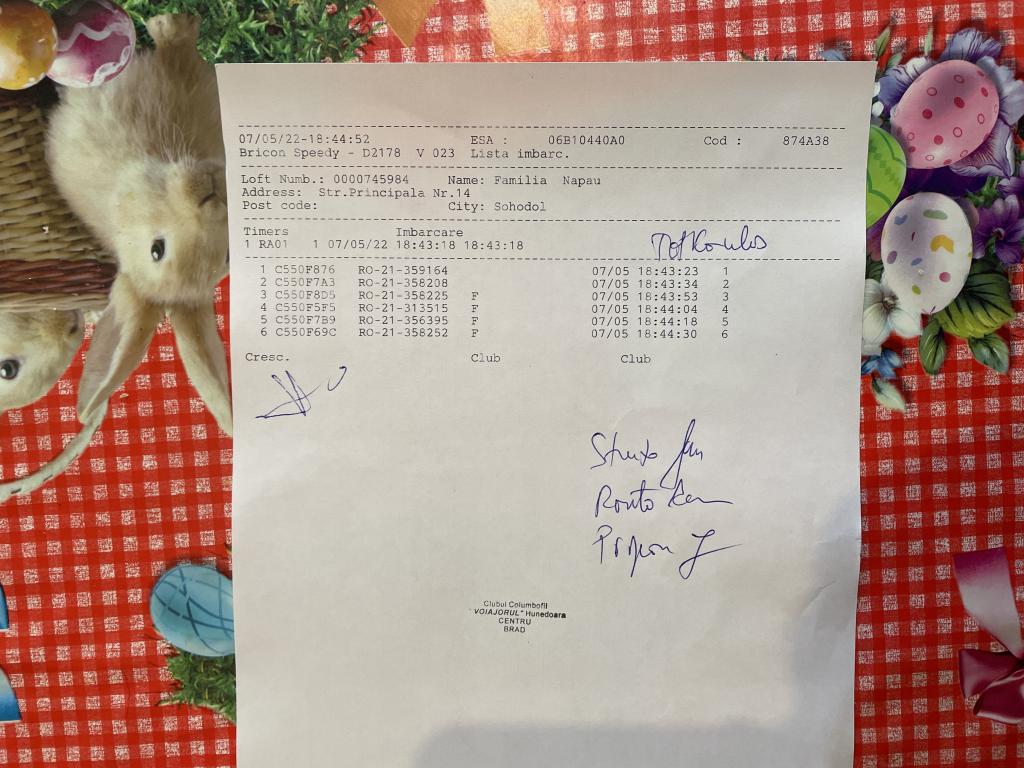 07/05/22-18:44:52 ESA : 06B10440A0 Cod : 874A38
Bricon Speedy - D2178 V 023 Lista imbarc.
Loft Numb.: 0000745984 Name: Familia Napau
Address: Str.Principala Nr.14
Post code: City: Sohodol
Timers Imbarcare
1 RA01 1 07/05/22 18:43:18 18:43:18
1 C550F876 RO-21-359164 07/05 18:43:23 1
2 C550F7A3 RO-21-358208 07/05 18:43:34 2
3 C550F8D5 RO-21-358225 F 07/05 18:43:53 3
4 C550F5F5 RO-21-313515 F 07/05 18:44:04 4
5 C550F7B9 RO-21-356395 F 07/05 18:44:18 5
6 C550F69C RO-21-358252 F 07/05 18:44:30 6
Cresc. Club Club
Clubul Columbofil
"VOIAJORUL" Hunedoara
CENTRU
BRAD